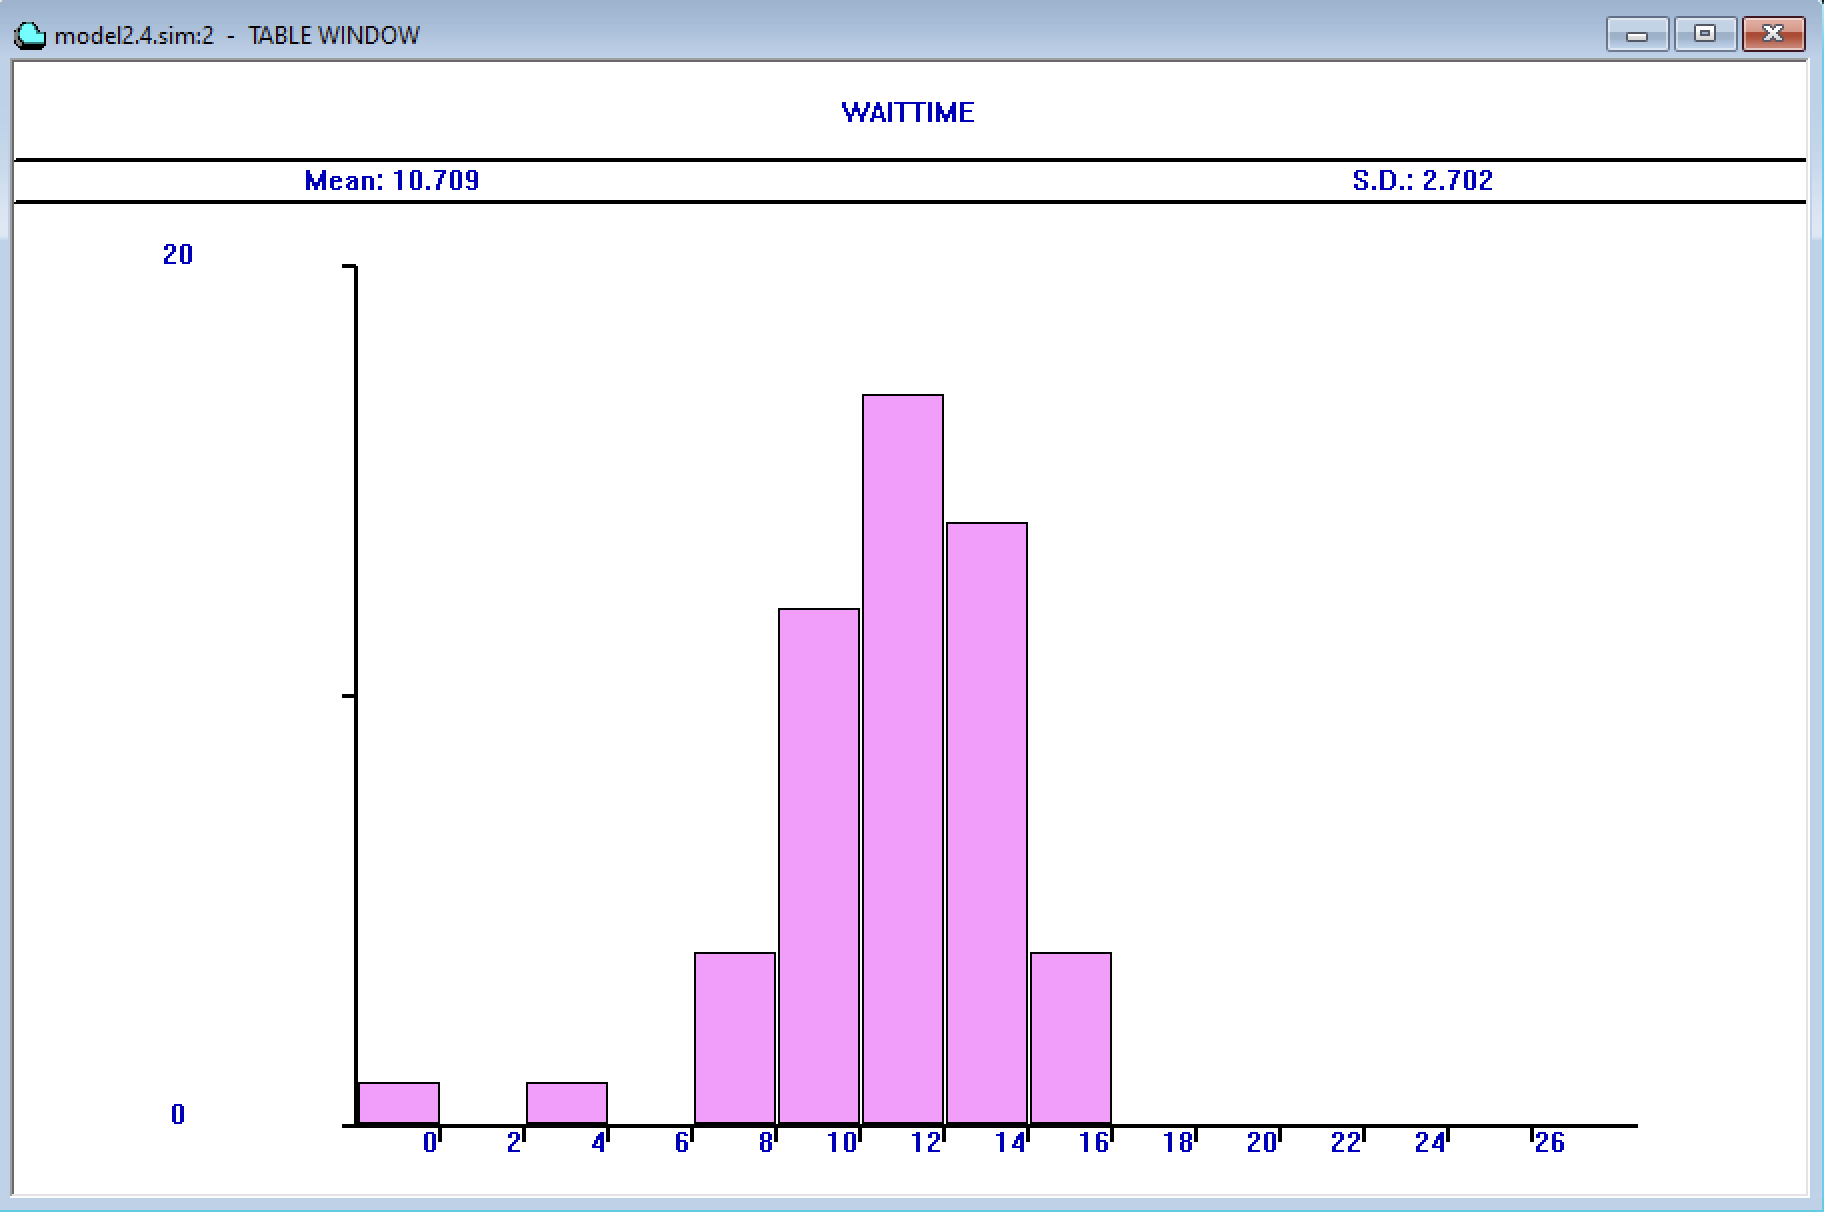 model2.4.sim:2 - TABLE WINDOW
WAITTIME
Mean: 10.709 S.D.: 2.702
20
0
0 2 4 6 8 10 12 14 16 18 20 22 24 26